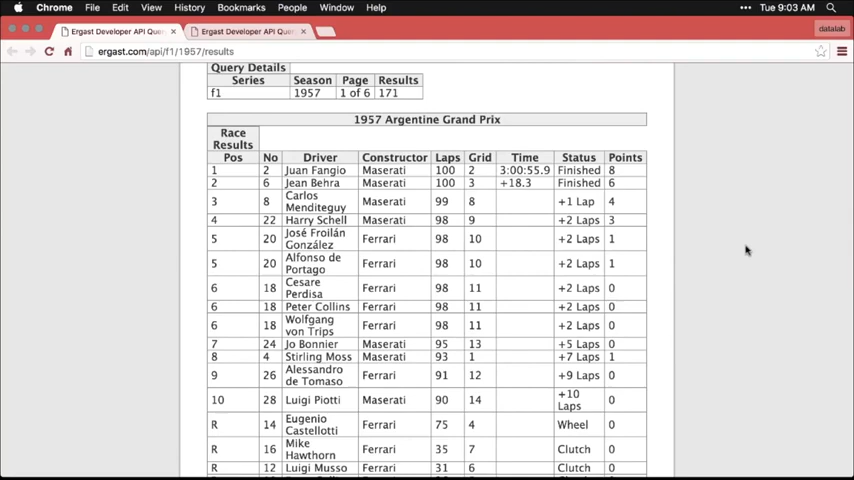 Chrome File Edit View History Bookmarks People Window Help Tue 9:03 AM
Ergast Developer API Query Ergast Developer API Query datalab
ergast.com/api/f1/1957/results
Query Details
Series Season Page Results
f1 1957 1 of 6 171
1957 Argentine Grand Prix
Race
Results
Pos No Driver Constructor Laps Grid Time Status Points
1 2 Juan Fangio Maserati 100 2 3:00:55.9 Finished 8
2 6 Jean Behra Maserati 100 3 +18.3 Finished 6
3 8 Carlos Menditeguy Maserati 99 8 +1 Lap 4
4 22 Harry Schell Maserati 98 9 +2 Laps 3
5 20 José Froilán González Ferrari 98 10 +2 Laps 1
5 20 Alfonso de Portago Ferrari 98 10 +2 Laps 1
6 18 Cesare Perdisa Ferrari 98 11 +2 Laps 0
6 18 Peter Collins Ferrari 98 11 +2 Laps 0
6 18 Wolfgang von Trips Ferrari 98 11 +2 Laps 0
7 24 Jo Bonnier Maserati 95 13 +5 Laps 0
8 4 Stirling Moss Maserati 93 1 +7 Laps 1
9 26 Alessandro de Tomaso Ferrari 91 12 +9 Laps 0
10 28 Luigi Piotti Maserati 90 14 +10 Laps 0
R 14 Eugenio Castellotti Ferrari 75 4 Wheel 0
R 16 Mike Hawthorn Ferrari 35 7 Clutch 0
R 12 Luigi Musso Ferrari 31 6 Clutch 0